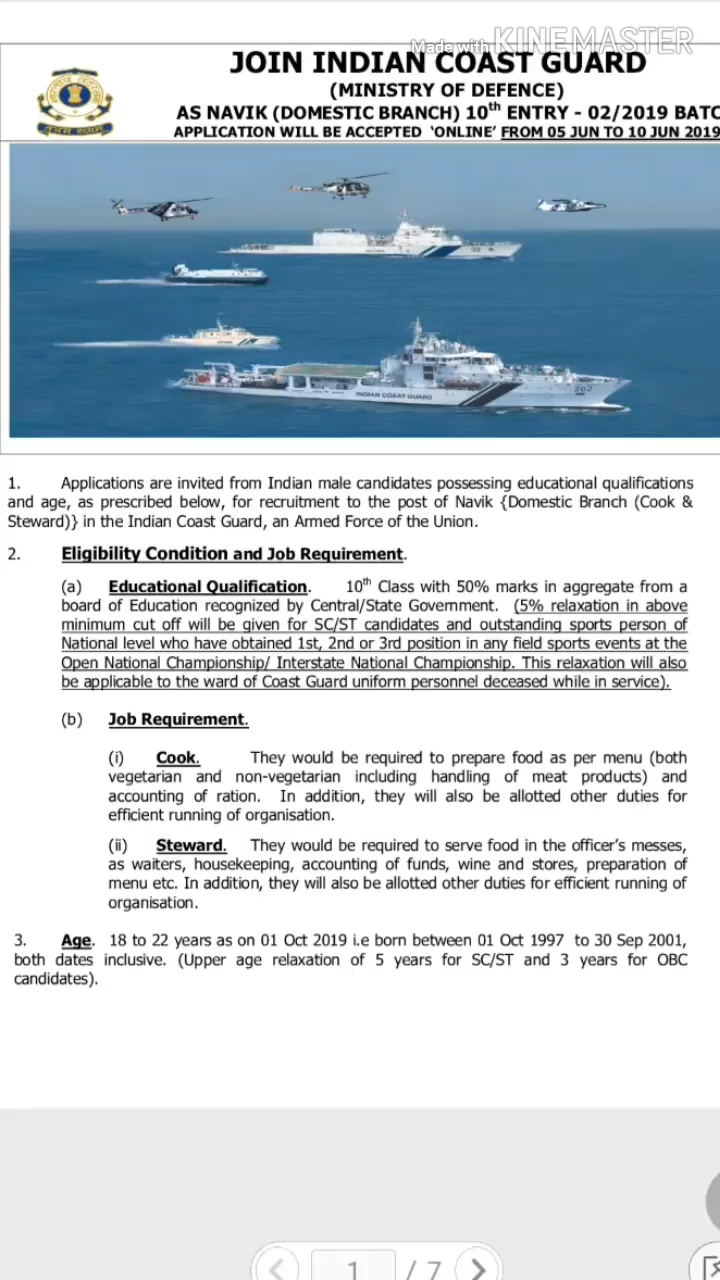 Made with KINEMASTER
JOIN INDIAN COAST GUARD
(MINISTRY OF DEFENCE)
AS NAVIK (DOMESTIC BRANCH) 10th ENTRY - 02/2019 BATC
APPLICATION WILL BE ACCEPTED 'ONLINE' FROM 05 JUN TO 10 JUN 2019
INDIAN COAST GUARD
202
1. Applications are invited from Indian male candidates possessing educational qualifications
and age, as prescribed below, for recruitment to the post of Navik {Domestic Branch (Cook &
Steward)} in the Indian Coast Guard, an Armed Force of the Union.
2. Eligibility Condition and Job Requirement.
(a) Educational Qualification. 10th Class with 50% marks in aggregate from a
board of Education recognized by Central/State Government. (5% relaxation in above
minimum cut off will be given for SC/ST candidates and outstanding sports person of
National level who have obtained 1st, 2nd or 3rd position in any field sports events at the
Open National Championship/ Interstate National Championship. This relaxation will also
be applicable to the ward of Coast Guard uniform personnel deceased while in service).
(b) Job Requirement.
(i) Cook. They would be required to prepare food as per menu (both
vegetarian and non-vegetarian including handling of meat products) and
accounting of ration. In addition, they will also be allotted other duties for
efficient running of organisation.
(ii) Steward. They would be required to serve food in the officer's messes,
as waiters, housekeeping, accounting of funds, wine and stores, preparation of
menu etc. In addition, they will also be allotted other duties for efficient running of
organisation.
3. Age. 18 to 22 years as on 01 Oct 2019 i.e born between 01 Oct 1997 to 30 Sep 2001,
both dates inclusive. (Upper age relaxation of 5 years for SC/ST and 3 years for OBC
candidates).
1 / 7